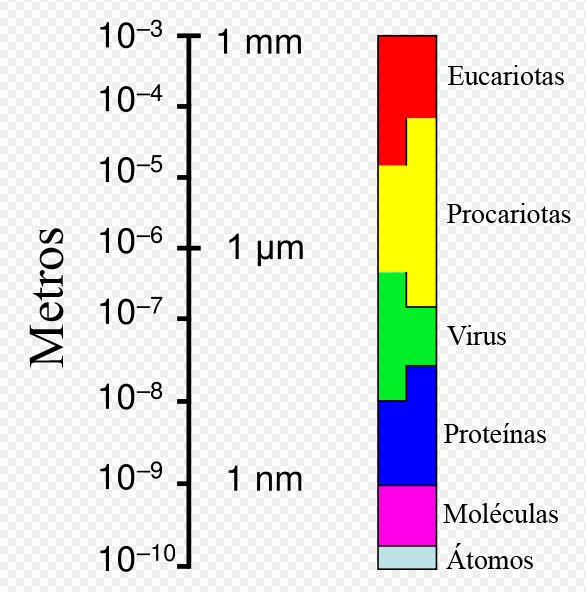 Metros
10⁻³
10⁻⁴
10⁻⁵
10⁻⁶
10⁻⁷
10⁻⁸
10⁻⁹
10⁻¹⁰
1 mm
1 µm
1 nm
Eucariotas
Procariotas
Virus
Proteínas
Moléculas
Átomos